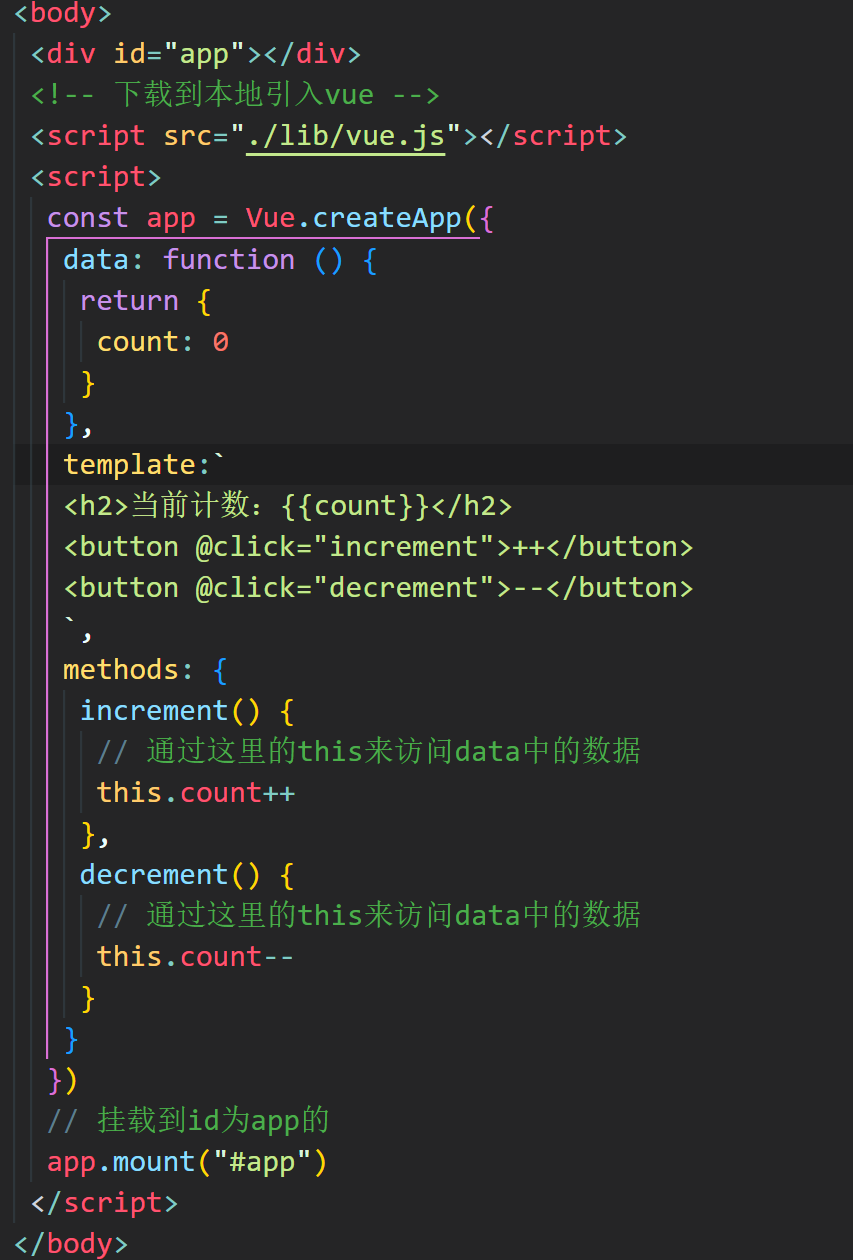 <body>
<div id="app"></div>
<!-- 下载到本地引入vue -->
<script src="./lib/vue.js"></script>
<script>
const app = Vue.createApp({
data: function () {
return {
count: 0
}
},
template:`
<h2>当前计数：{{count}}</h2>
<button @click="increment">++</button>
<button @click="decrement">--</button>
`,
methods: {
increment() {
// 通过这里的this来访问data中的数据
this.count++
},
decrement() {
// 通过这里的this来访问data中的数据
this.count--
}
}
})
// 挂载到id为app的
app.mount("#app")
</script>
</body>